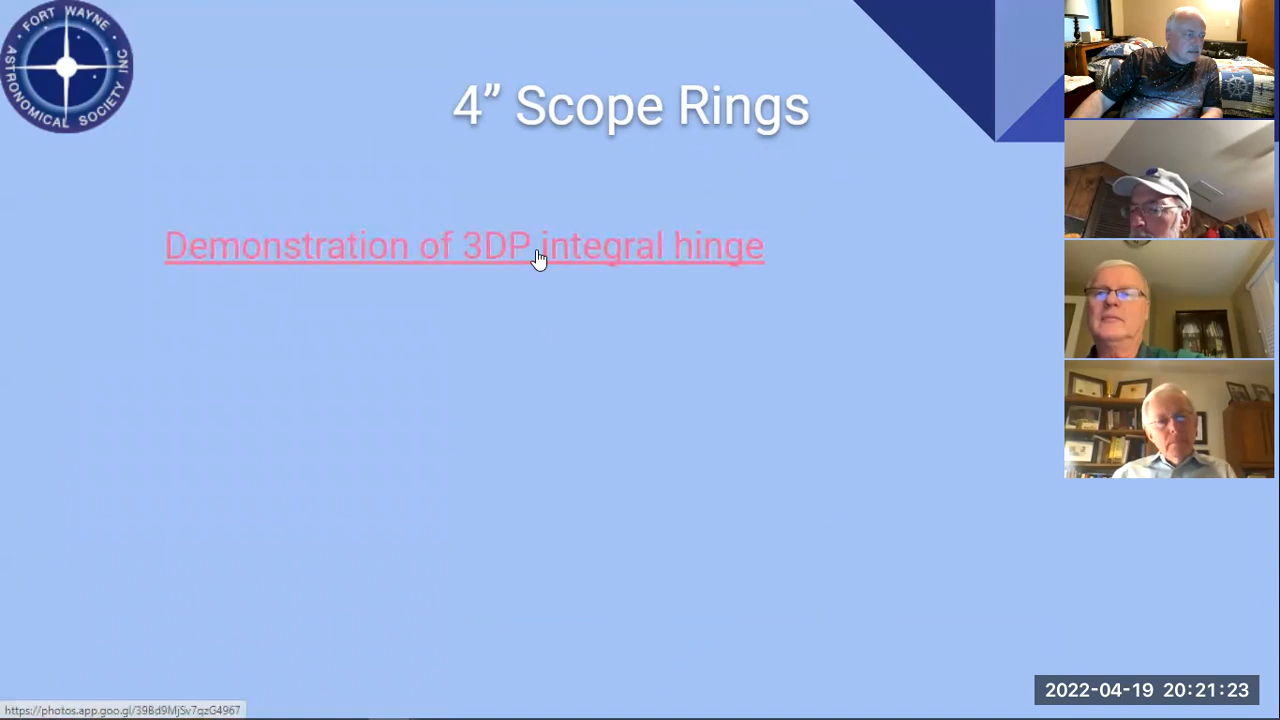 FORT WAYNE
ASTRONOMICAL SOCIETY INC
4” Scope Rings
Demonstration of 3DP integral hinge
https://photos.app.goo.gl/39Bd9MjSv7qzG4967
2022-04-19 20:21:23